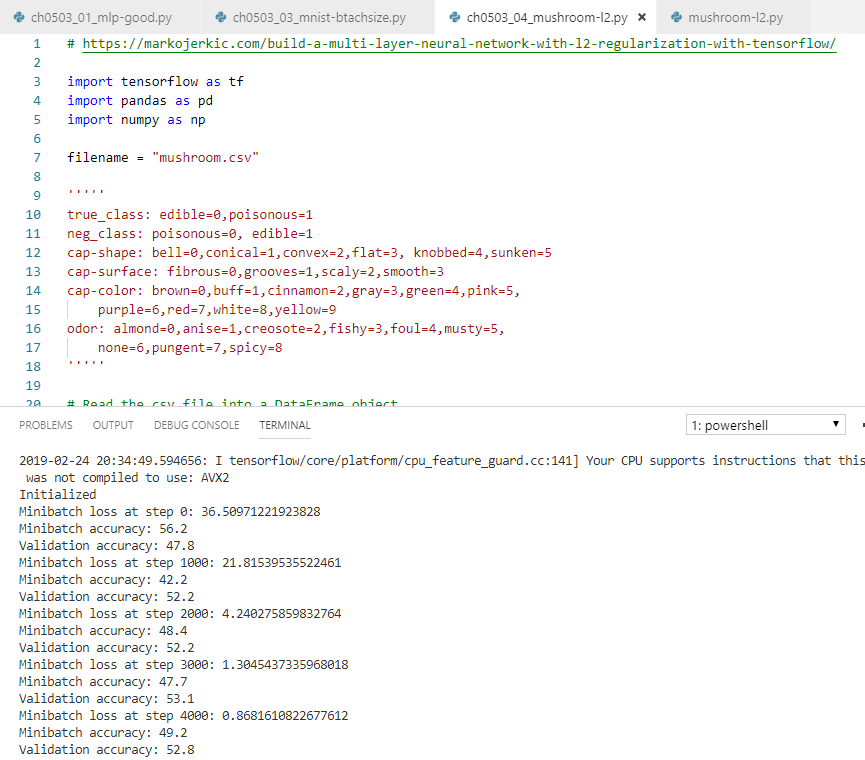 ch0503_01_mlp-good.py ch0503_03_mnist-btachsize.py ch0503_04_mushroom-l2.py × mushroom-l2.py
1 # https://markojerkic.com/build-a-multi-layer-neural-network-with-l2-regularization-with-tensorflow/
2
3 import tensorflow as tf
4 import pandas as pd
5 import numpy as np
6
7 filename = "mushroom.csv"
8
9 '''''
10 true_class: edible=0,poisonous=1
11 neg_class: poisonous=0, edible=1
12 cap-shape: bell=0,conical=1,convex=2,flat=3, knobbed=4,sunken=5
13 cap-surface: fibrous=0,grooves=1,scaly=2,smooth=3
14 cap-color: brown=0,buff=1,cinnamon=2,gray=3,green=4,pink=5,
15 purple=6,red=7,white=8,yellow=9
16 odor: almond=0,anise=1,creosote=2,fishy=3,foul=4,musty=5,
17 none=6,pungent=7,spicy=8
18 '''''
19
20 # Read the csv file into a DataFrame object
PROBLEMS OUTPUT DEBUG CONSOLE TERMINAL 1: powershell
2019-02-24 20:34:49.594656: I tensorflow/core/platform/cpu_feature_guard.cc:141] Your CPU supports instructions that this
was not compiled to use: AVX2
Initialized
Minibatch loss at step 0: 36.50971221923828
Minibatch accuracy: 56.2
Validation accuracy: 47.8
Minibatch loss at step 1000: 21.81539535522461
Minibatch accuracy: 42.2
Validation accuracy: 52.2
Minibatch loss at step 2000: 4.240275859832764
Minibatch accuracy: 48.4
Validation accuracy: 52.2
Minibatch loss at step 3000: 1.3045437335968018
Minibatch accuracy: 47.7
Validation accuracy: 53.1
Minibatch loss at step 4000: 0.8681610822677612
Minibatch accuracy: 49.2
Validation accuracy: 52.8